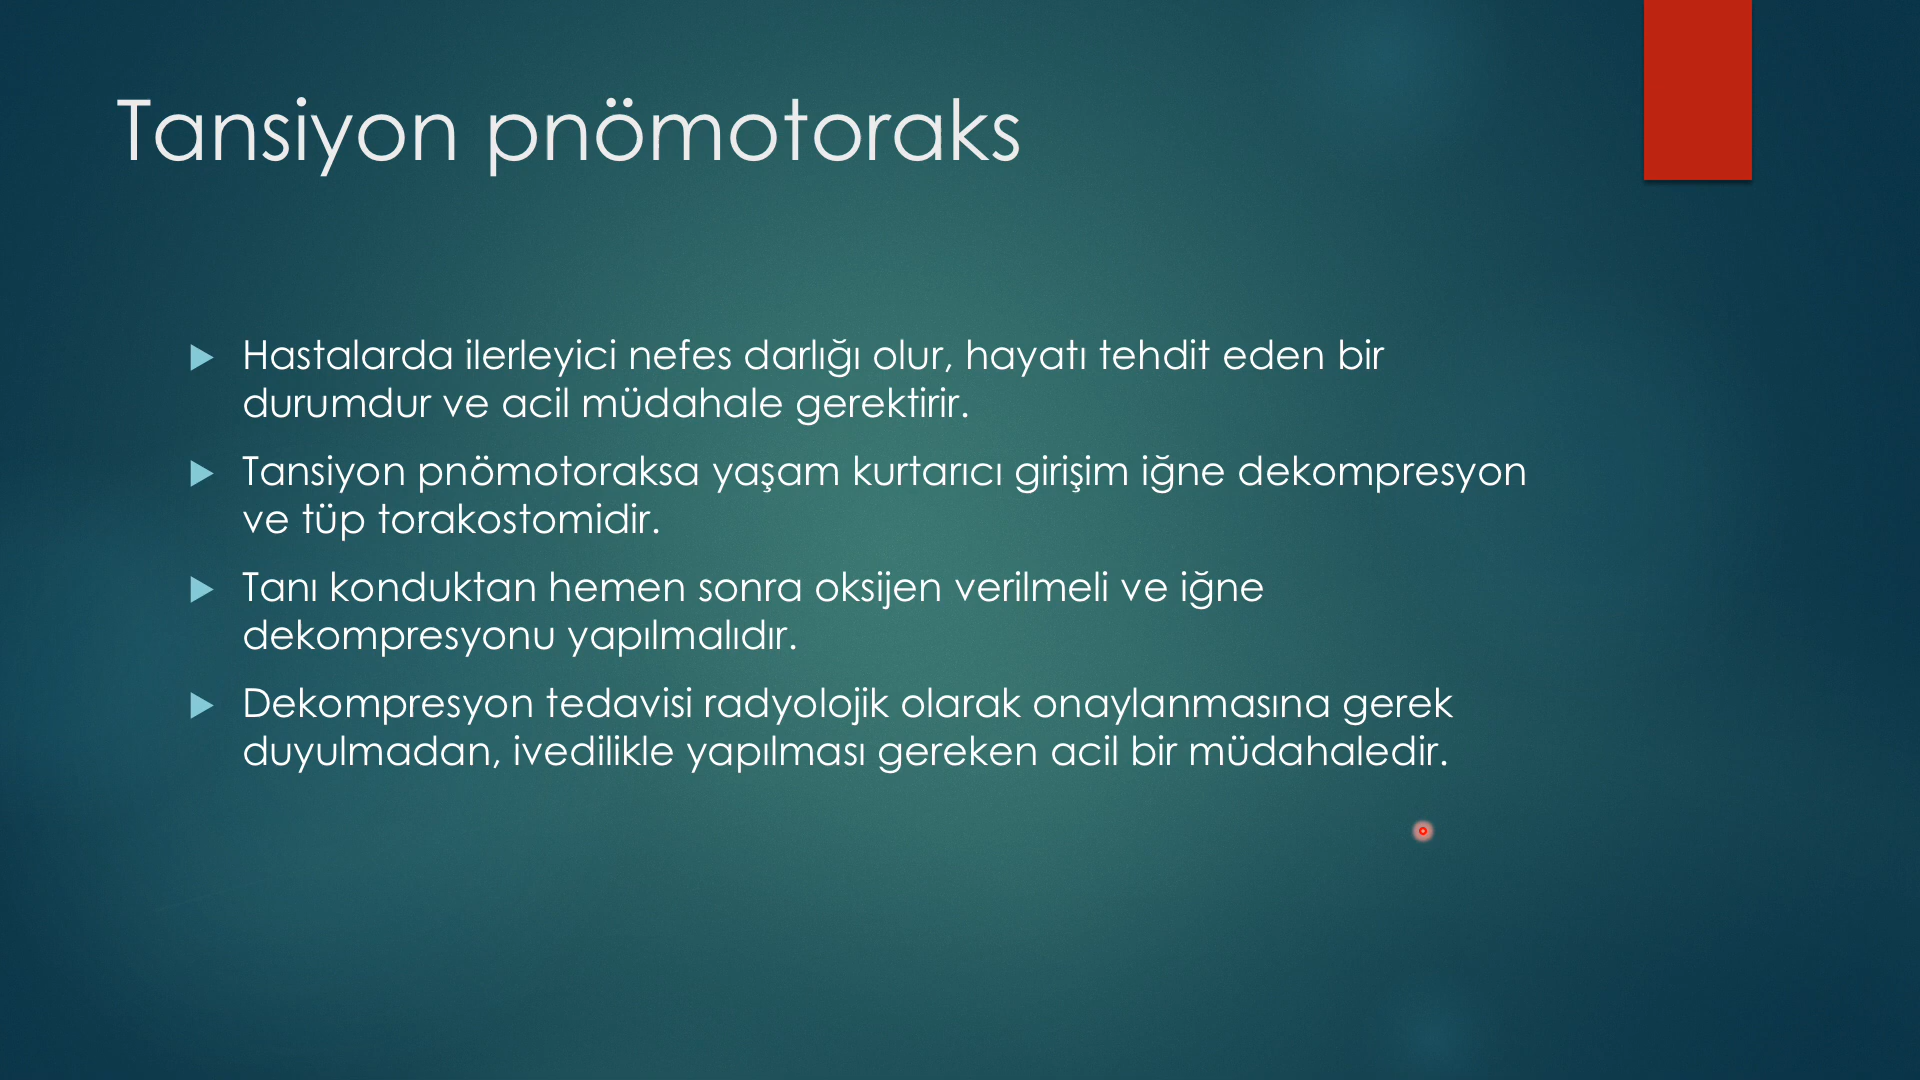 Tansiyon pnömotoraks
Hastalarda ilerleyici nefes darlığı olur, hayatı tehdit eden bir
durumdur ve acil müdahale gerektirir.
Tansiyon pnömotoraksa yaşam kurtarıcı girişim iğne dekompresyon
ve tüp torakostomidir.
Tanı konduktan hemen sonra oksijen verilmeli ve iğne
dekompresyonu yapılmalıdır.
Dekompresyon tedavisi radyolojik olarak onaylanmasına gerek
duyulmadan, ivedilikle yapılması gereken acil bir müdahaledir.